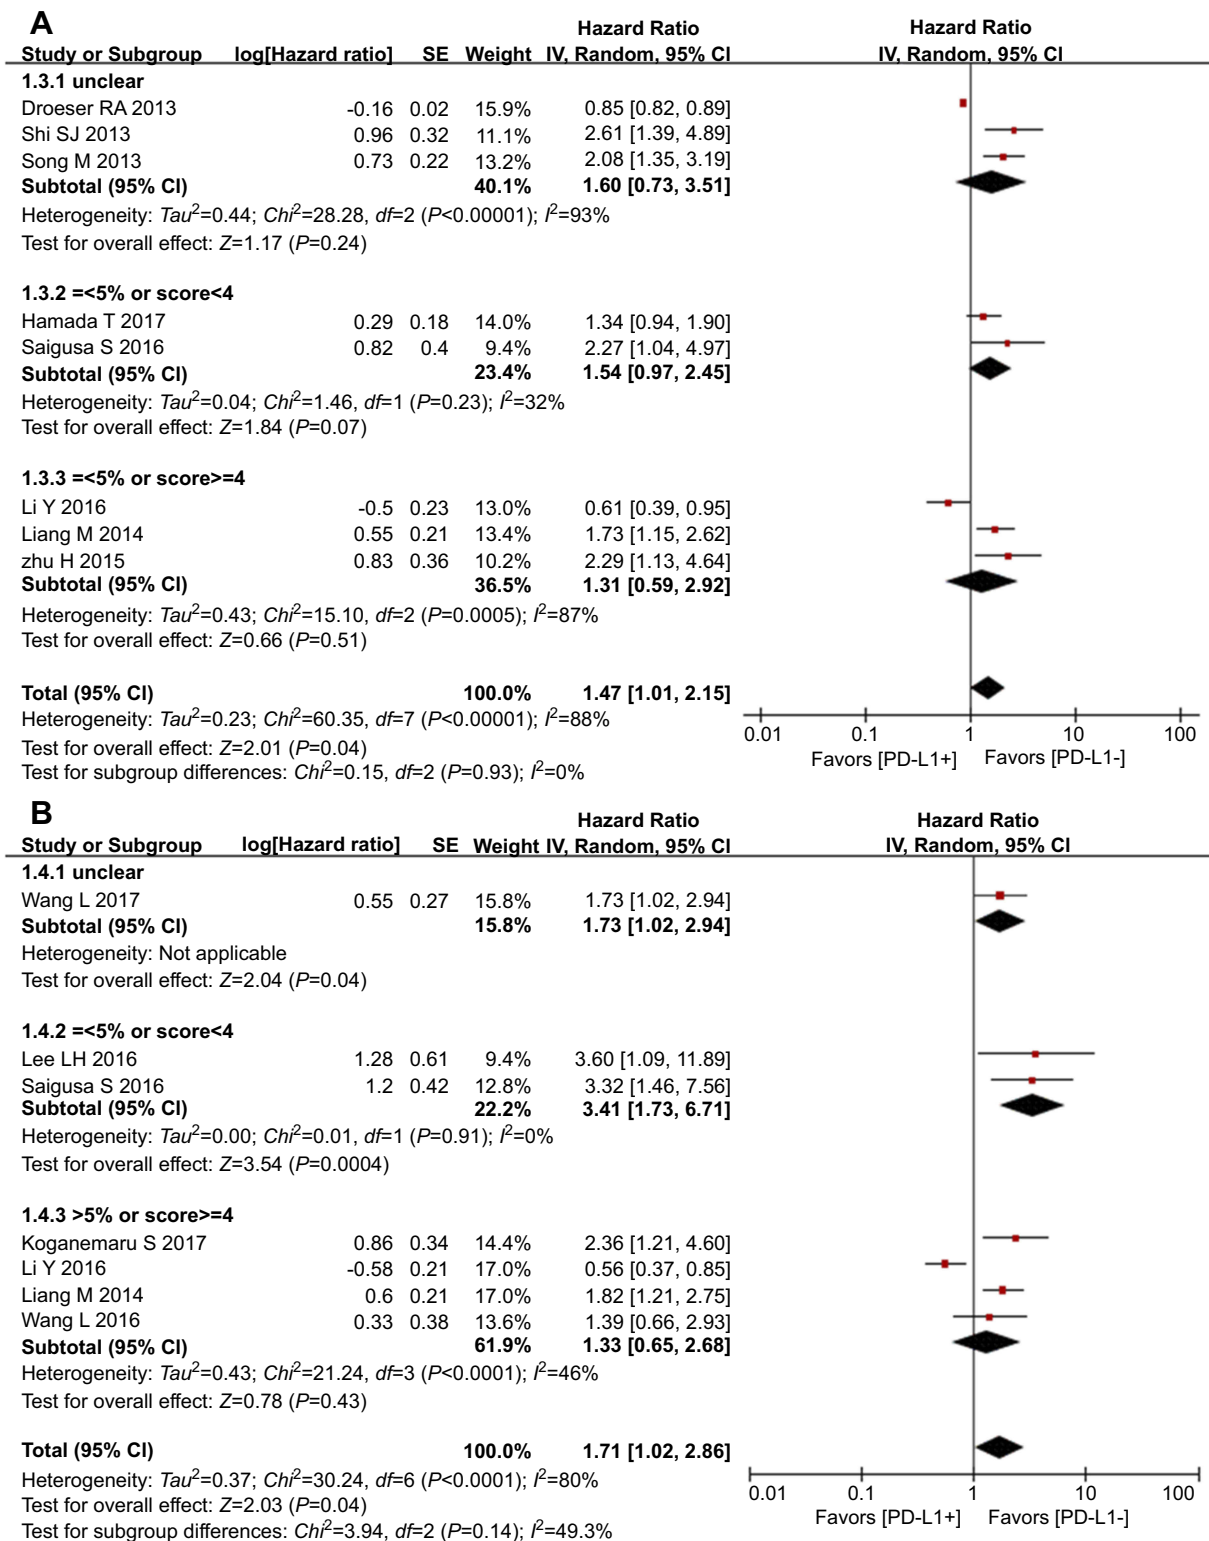 A
Hazard Ratio Hazard Ratio
Study or Subgroup log[Hazard ratio] SE Weight IV, Random, 95% CI IV, Random, 95% CI
1.3.1 unclear
Droeser RA 2013 -0.16 0.02 15.9% 0.85 [0.82, 0.89]
Shi SJ 2013 0.96 0.32 11.1% 2.61 [1.39, 4.89]
Song M 2013 0.73 0.22 13.2% 2.08 [1.35, 3.19]
Subtotal (95% CI) 40.1% 1.60 [0.73, 3.51]
Heterogeneity: Tau²=0.44; Chi²=28.28, df=2 (P<0.00001); I²=93%
Test for overall effect: Z=1.17 (P=0.24)
1.3.2 =<5% or score<4
Hamada T 2017 0.29 0.18 14.0% 1.34 [0.94, 1.90]
Saigusa S 2016 0.82 0.4 9.4% 2.27 [1.04, 4.97]
Subtotal (95% CI) 23.4% 1.54 [0.97, 2.45]
Heterogeneity: Tau²=0.04; Chi²=1.46, df=1 (P=0.23); I²=32%
Test for overall effect: Z=1.84 (P=0.07)
1.3.3 =<5% or score>=4
Li Y 2016 -0.5 0.23 13.0% 0.61 [0.39, 0.95]
Liang M 2014 0.55 0.21 13.4% 1.73 [1.15, 2.62]
zhu H 2015 0.83 0.36 10.2% 2.29 [1.13, 4.64]
Subtotal (95% CI) 36.5% 1.31 [0.59, 2.92]
Heterogeneity: Tau²=0.43; Chi²=15.10, df=2 (P=0.0005); I²=87%
Test for overall effect: Z=0.66 (P=0.51)
Total (95% CI) 100.0% 1.47 [1.01, 2.15]
Heterogeneity: Tau²=0.23; Chi²=60.35, df=7 (P<0.00001); I²=88%
Test for overall effect: Z=2.01 (P=0.04)
Test for subgroup differences: Chi²=0.15, df=2 (P=0.93); I²=0%
0.01 0.1 1 10 100
Favors [PD-L1+] Favors [PD-L1-]
B
Hazard Ratio Hazard Ratio
Study or Subgroup log[Hazard ratio] SE Weight IV, Random, 95% CI IV, Random, 95% CI
1.4.1 unclear
Wang L 2017 0.55 0.27 15.8% 1.73 [1.02, 2.94]
Subtotal (95% CI) 15.8% 1.73 [1.02, 2.94]
Heterogeneity: Not applicable
Test for overall effect: Z=2.04 (P=0.04)
1.4.2 =<5% or score<4
Lee LH 2016 1.28 0.61 9.4% 3.60 [1.09, 11.89]
Saigusa S 2016 1.2 0.42 12.8% 3.32 [1.46, 7.56]
Subtotal (95% CI) 22.2% 3.41 [1.73, 6.71]
Heterogeneity: Tau²=0.00; Chi²=0.01, df=1 (P=0.91); I²=0%
Test for overall effect: Z=3.54 (P=0.0004)
1.4.3 >5% or score>=4
Koganemaru S 2017 0.86 0.34 14.4% 2.36 [1.21, 4.60]
Li Y 2016 -0.58 0.21 17.0% 0.56 [0.37, 0.85]
Liang M 2014 0.6 0.21 17.0% 1.82 [1.21, 2.75]
Wang L 2016 0.33 0.38 13.6% 1.39 [0.66, 2.93]
Subtotal (95% CI) 61.9% 1.33 [0.65, 2.68]
Heterogeneity: Tau²=0.43; Chi²=21.24, df=3 (P<0.0001); I²=46%
Test for overall effect: Z=0.78 (P=0.43)
Total (95% CI) 100.0% 1.71 [1.02, 2.86]
Heterogeneity: Tau²=0.37; Chi²=30.24, df=6 (P<0.0001); I²=80%
Test for overall effect: Z=2.03 (P=0.04)
Test for subgroup differences: Chi²=3.94, df=2 (P=0.14); I²=49.3%
0.01 0.1 1 10 100
Favors [PD-L1+] Favors [PD-L1-]